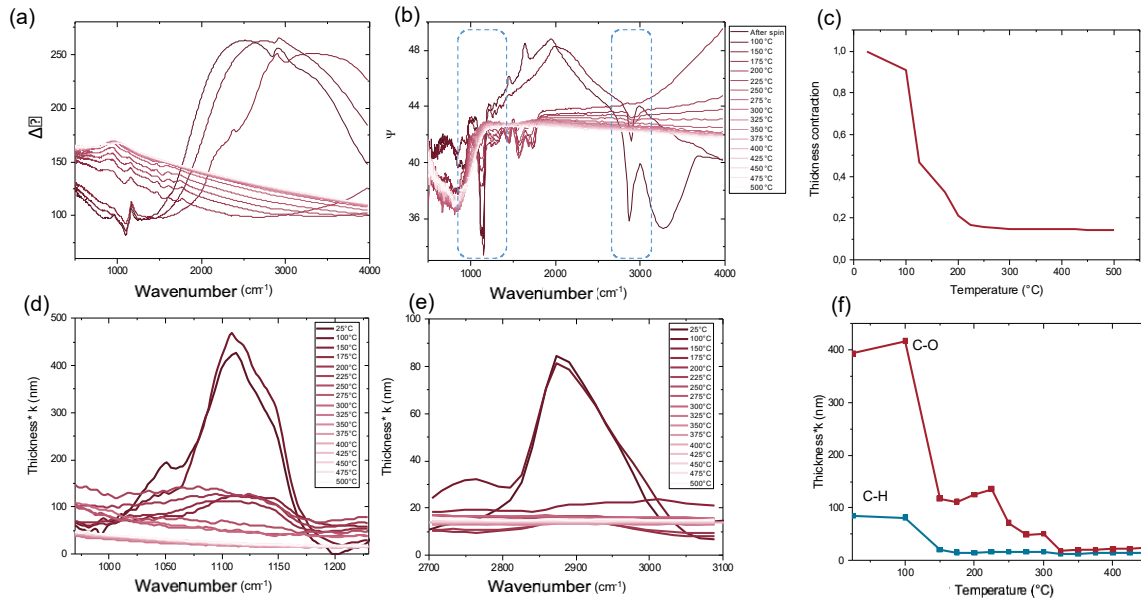 (a)
250
200
150
100
1000
2000
3000
4000
Wavenumber (cm-1)
(b)
Ψ
48
44
40
36
1000
2000
3000
4000
Wavenumber (cm-1)
After spin
100 °C
150 °C
175 °C
200 °C
225 °C
250 °C
275 °c
300 °C
325 °C
350 °C
375 °C
400 °C
425 °C
450 °C
475 °C
500 °C
(c)
Thickness contraction
1,0
0,8
0,6
0,4
0,2
0,0
0
100
200
300
400
500
Temperature (°C)
(d)
Thickness* k (nm)
500
400
300
200
100
0
1000
1100
1200
Wavenumber (cm-1)
25°C
100°C
150°C
175°C
200°C
225°C
250°C
275°C
300°C
325°C
350°C
375°C
400°C
425°C
450°C
475°C
500°C
(e)
Thickness* k (nm)
100
80
60
40
20
0
2700
2800
2900
3000
3100
Wavenumber (cm-1)
25°C
100°C
150°C
175°C
200°C
225°C
250°C
275°C
300°C
325°C
350°C
375°C
400°C
425°C
450°C
475°C
500°C
(f)
Thickness*k (nm)
400
300
200
100
0
C-O
C-H
100
200
300
400
Temperature (°C)